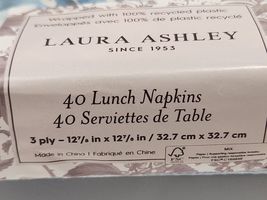 Wrapped with 100% recycled plastic
Enveloppés avec 100% de plastic recyclé
LAURA ASHLEY
SINCE 1953
40 Lunch Napkins
40 Serviettes de Table
3 ply – 12⅞ in x 12⅞ in / 32.7 cm x 32.7 cm
Made in China | Fabriqué en Chine
FSC
MIX